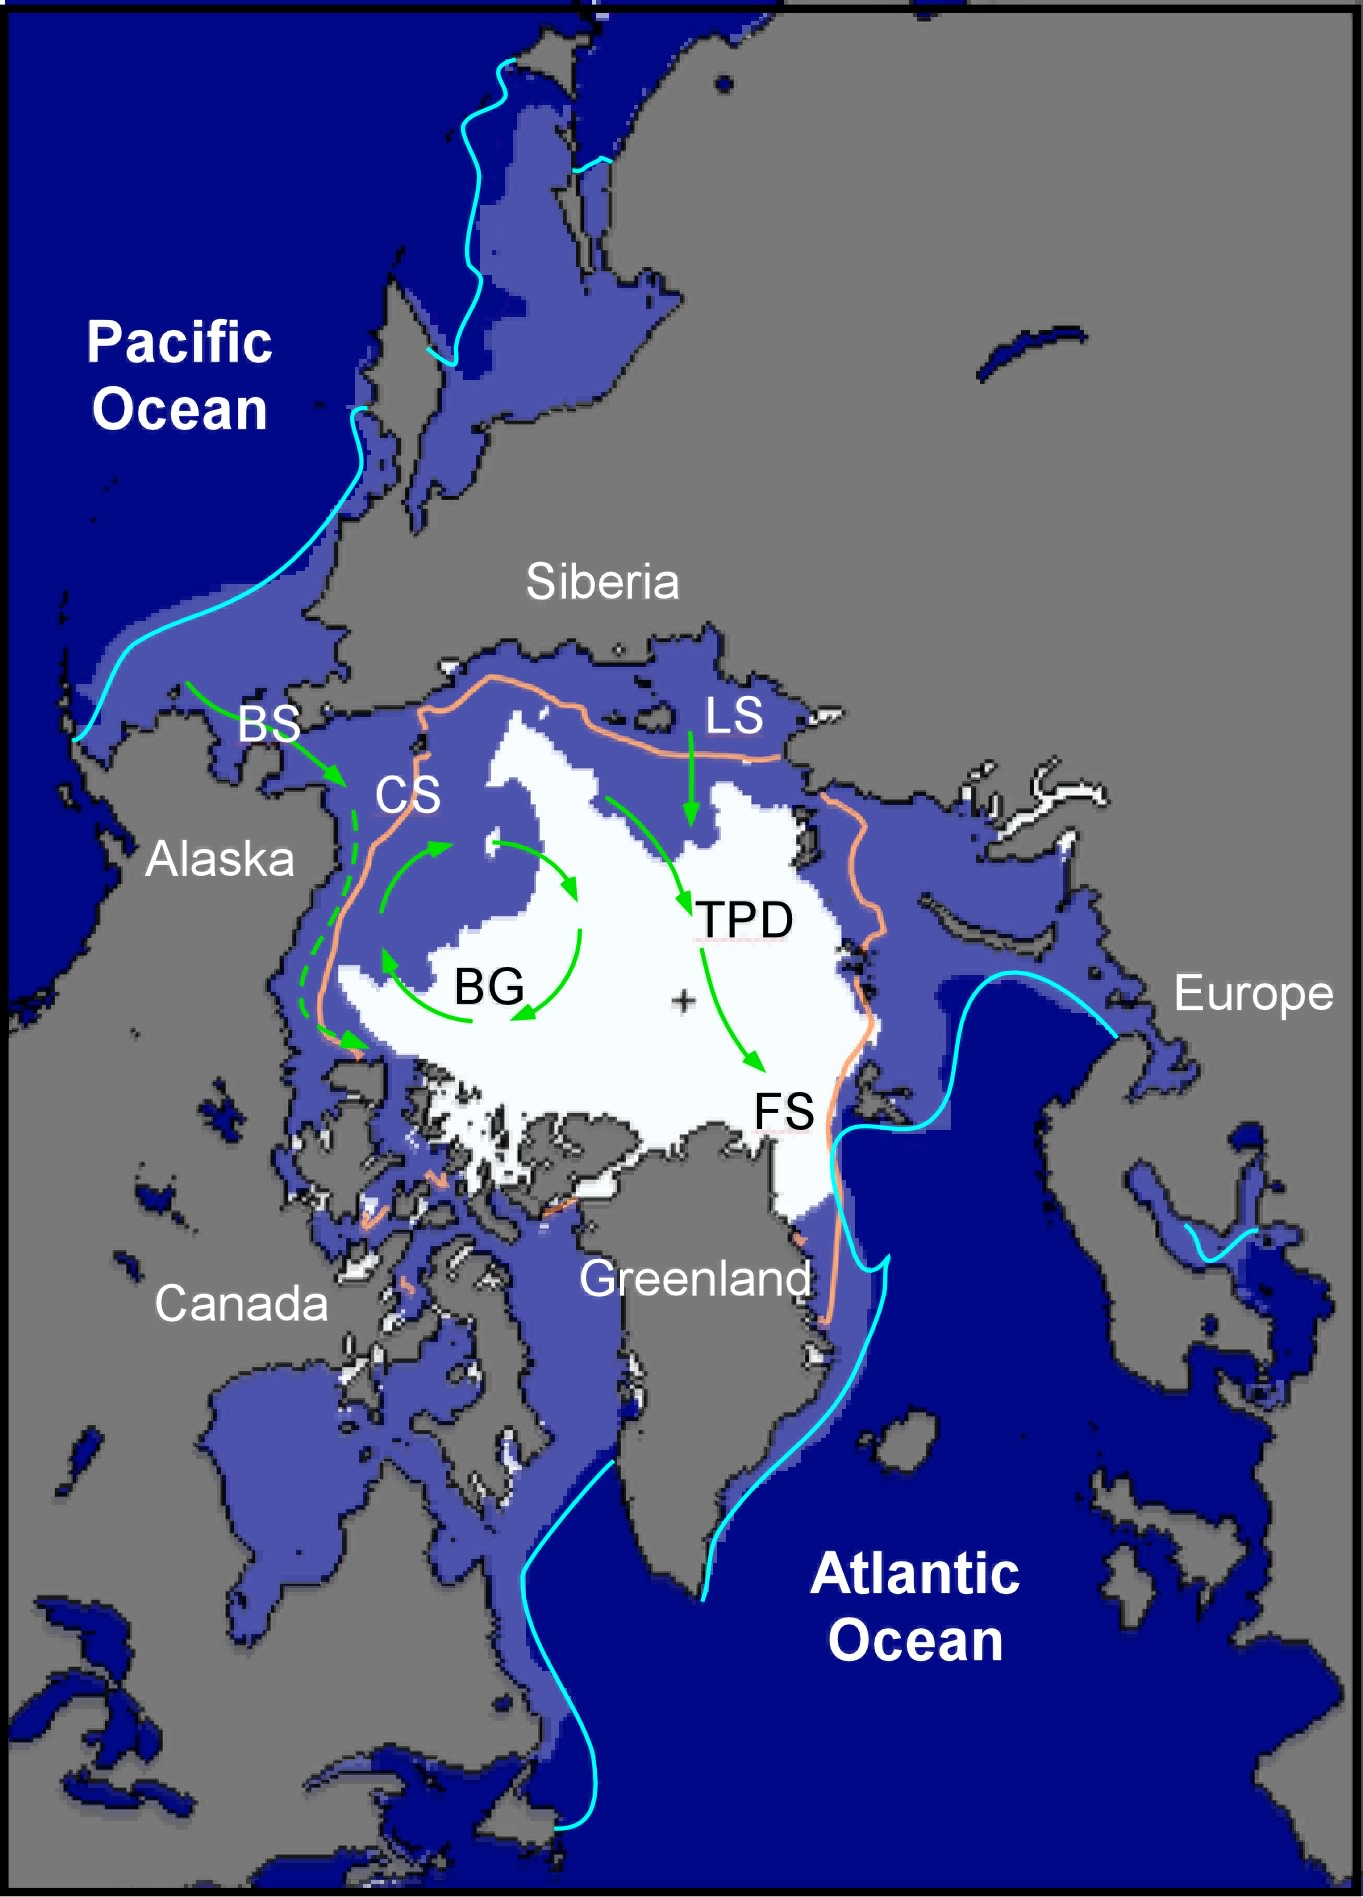 Pacific
Ocean
Siberia
BS
LS
CS
Alaska
TPD
BG
Europe
FS
Greenland
Canada
Atlantic
Ocean